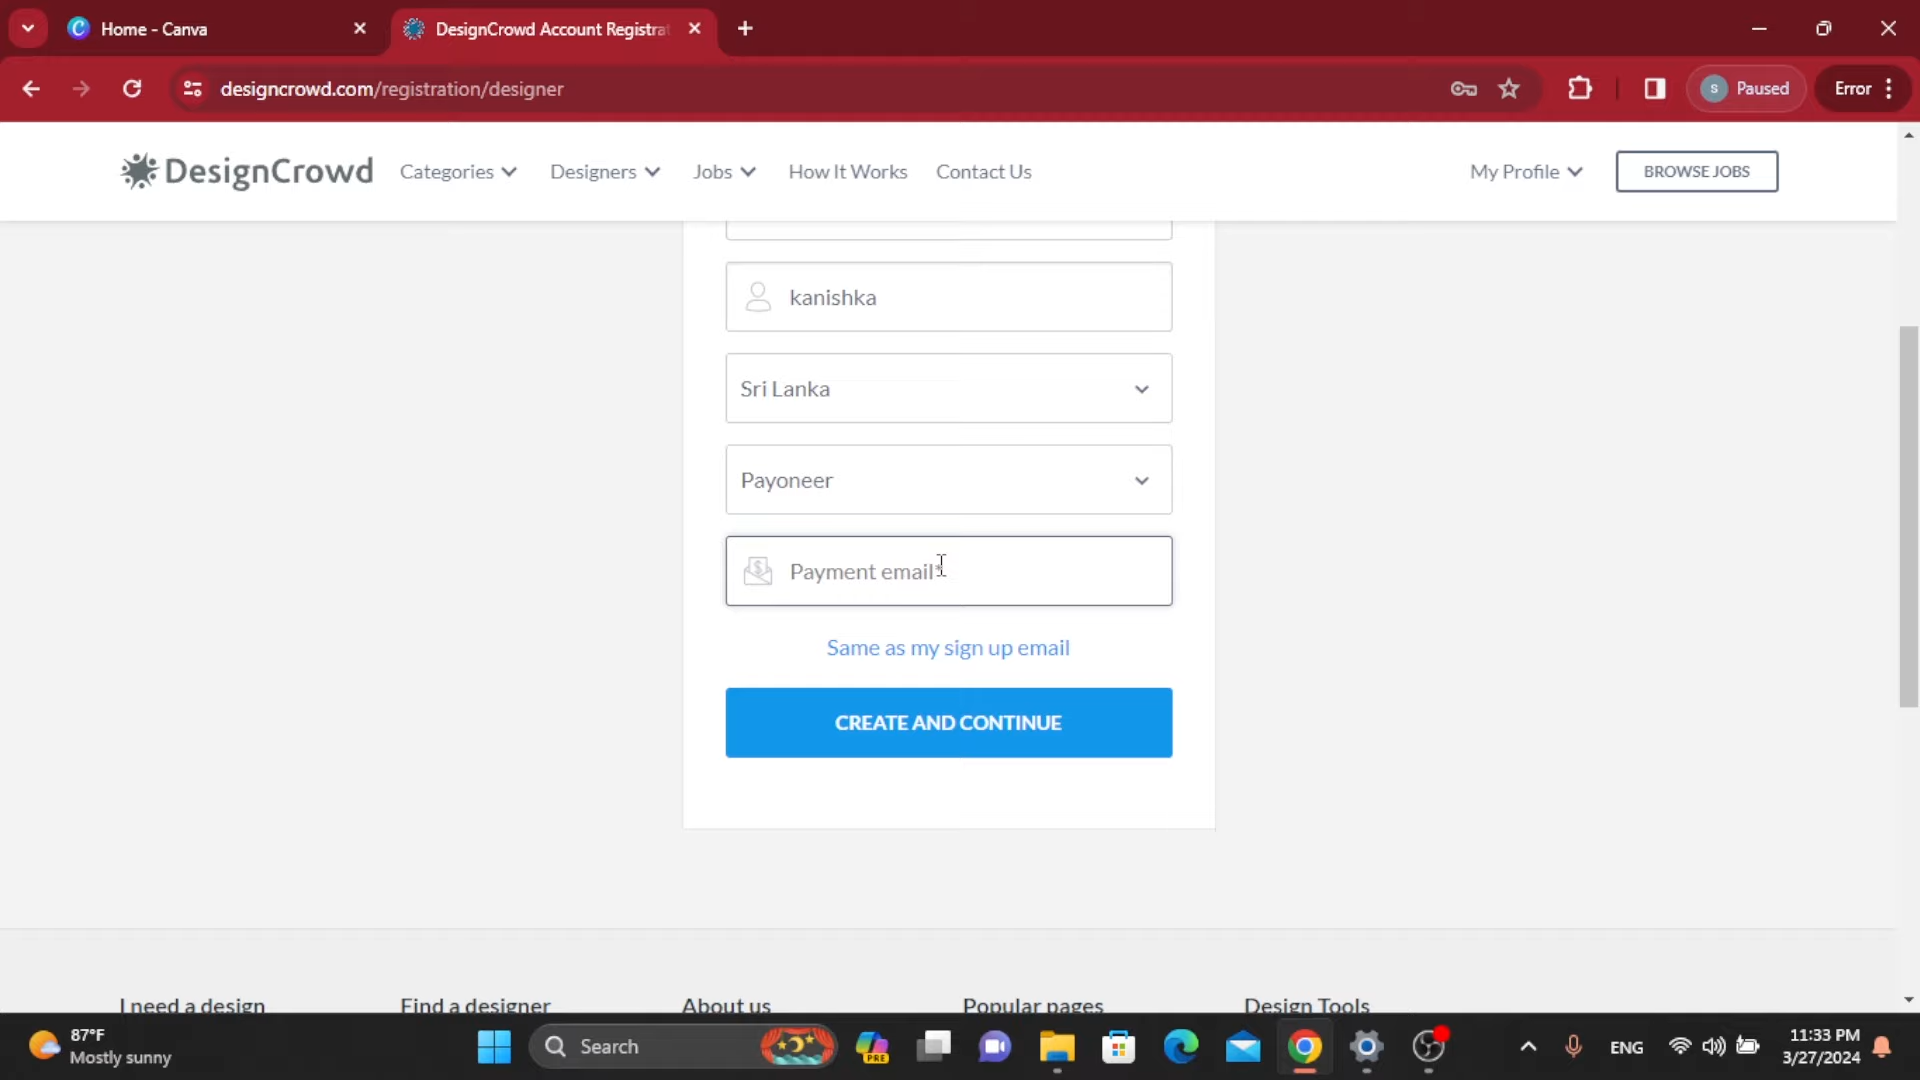 Home - Canva
DesignCrowd Account Registra
designcrowd.com/registration/designer
S Paused
Error
DesignCrowd
Categories
Designers
Jobs
How It Works
Contact Us
My Profile
BROWSE JOBS
kanishka
Sri Lanka
Payoneer
Payment email*
Same as my sign up email
CREATE AND CONTINUE
I need a design
Find a designer
About us
Popular pages
Design Tools
87°F
Mostly sunny
Search
PRE
ENG
11:33 PM
3/27/2024